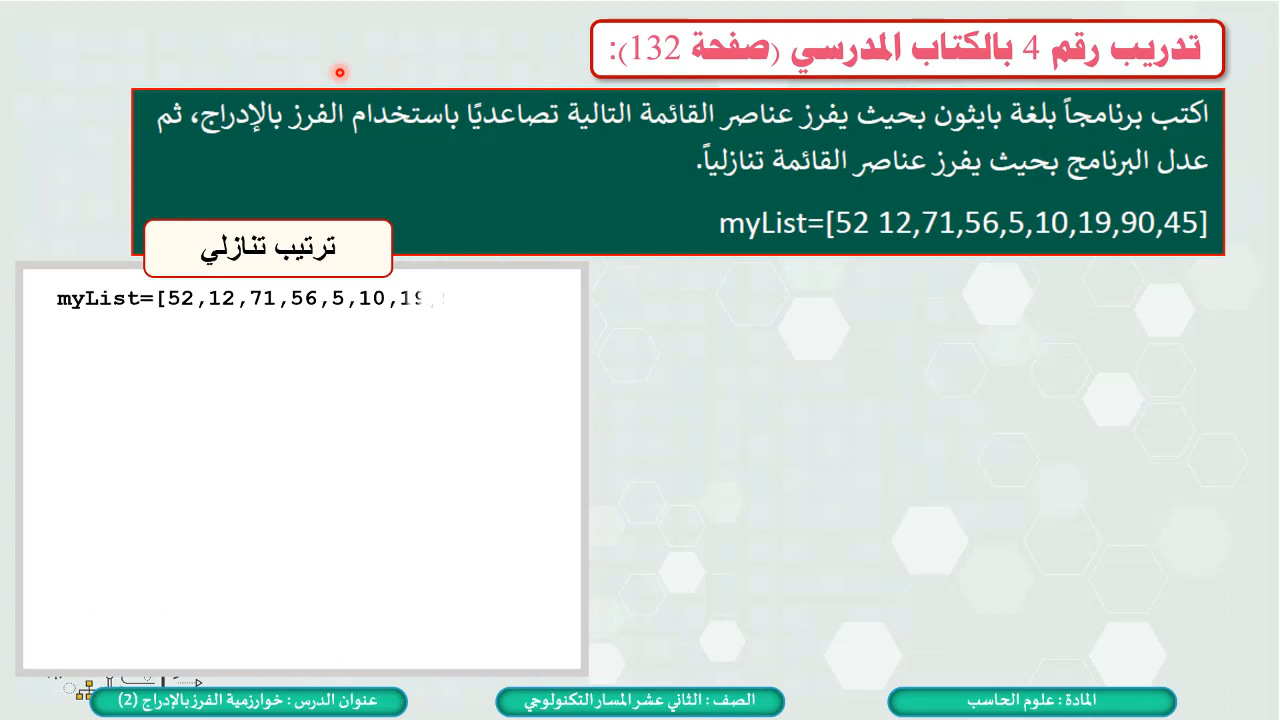 تدريب رقم 4 بالكتاب المدرسي (صفحة 132):
اكتب برنامجاً بلغة بايثون بحيث يفرز عناصر القائمة التالية تصاعديًا باستخدام الفرز بالإدراج، ثم
عدل البرنامج بحيث يفرز عناصر القائمة تنازلياً.
myList=[52 12,71,56,5,10,19,90,45]
ترتيب تنازلي
myList=[52,12,71,56,5,10,19,
المادة : علوم الحاسب
الصف : الثاني عشر المسار التكنولوجي
عنوان الدرس : خوارزمية الفرز بالإدراج (2)